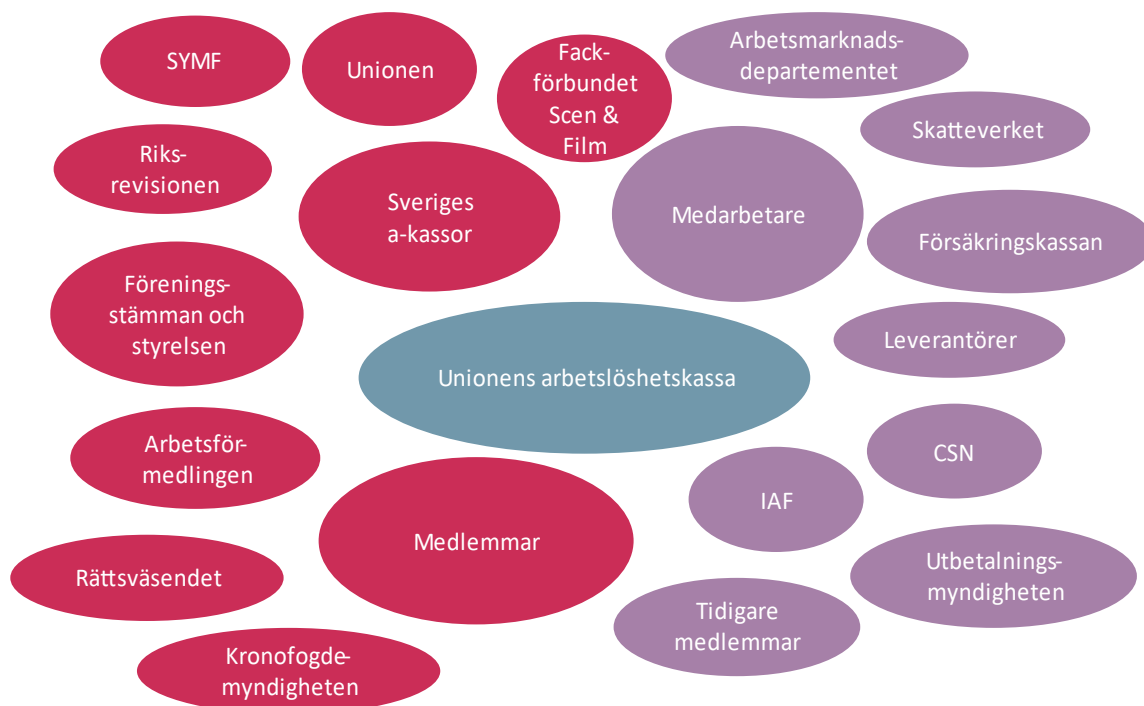 SYMF
Unionen
Fack-
förbundet
Scen &
Film
Arbetsmarknads-
departementet
Skatteverket
Riks-
revisionen
Sveriges
a-kassor
Medarbetare
Försäkringskassan
Förenings-
stämman och
styrelsen
Leverantörer
Unionens arbetslöshetskassa
Arbetsför-
medlingen
CSN
IAF
Medlemmar
Rättsväsendet
Utbetalnings-
myndigheten
Tidigare
medlemmar
Kronofogde-
myndigheten